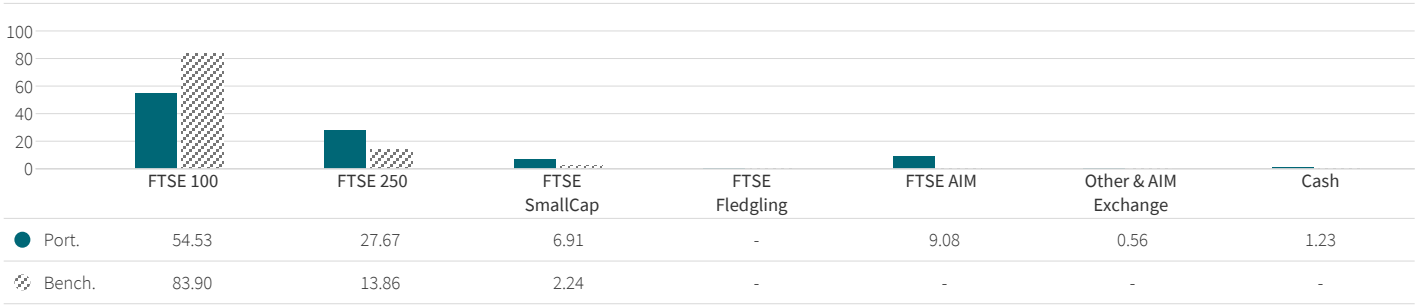 100
80
60
40
20
0
FTSE 100 FTSE 250 FTSE FTSE FTSE AIM Other & AIM Cash
SmallCap Fledgling Exchange
Port. 54.53 27.67 6.91 - 9.08 0.56 1.23
Bench. 83.90 13.86 2.24 - - - -